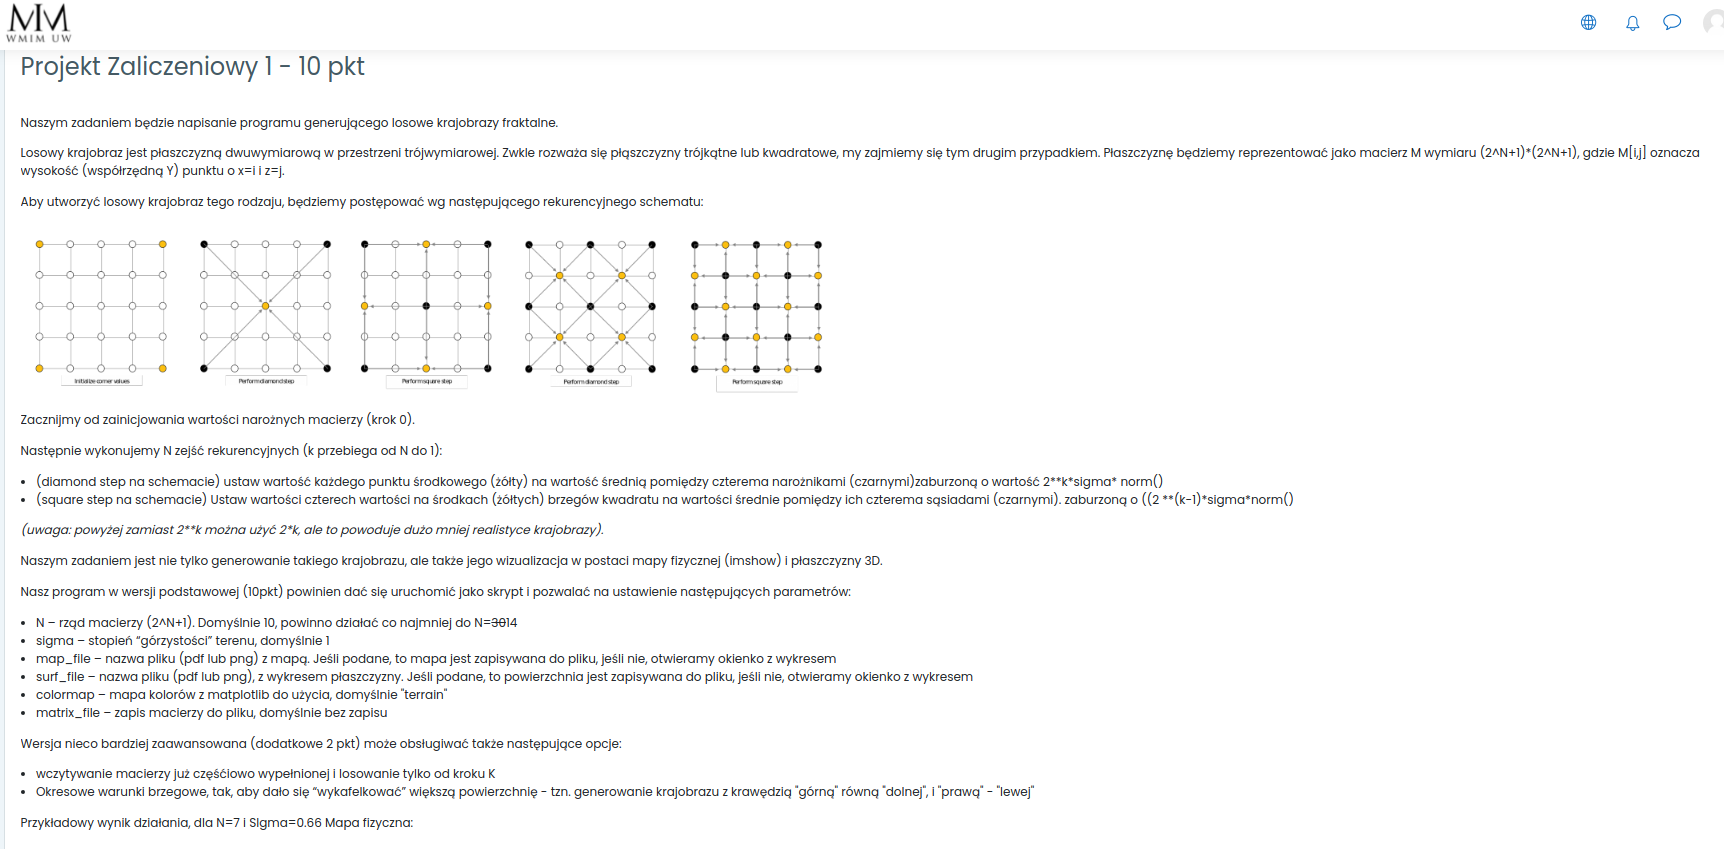 MIM
WMIM UW
Projekt Zaliczeniowy 1 - 10 pkt
Naszym zadaniem będzie napisanie programu generującego losowe krajobrazy fraktalne.
Losowy krajobraz jest płaszczyzną dwuwymiarową w przestrzeni trójwymiarowej. Zwkle rozważa się płąszczyzny trójkątne lub kwadratowe, my zajmiemy się tym drugim przypadkiem. Płaszczyznę będziemy reprezentować jako macierz M wymiaru (2^N+1)*(2^N+1), gdzie M[i,j] oznacza
wysokość (współrzędną Y) punktu o x=i i z=j.
Aby utworzyć losowy krajobraz tego rodzaju, będziemy postępować wg następującego rekurencyjnego schematu:
Initialize corner values Perform diamond step Perform square step Perform diamond step Perform square step
Zacznijmy od zainicjowania wartości narożnych macierzy (krok 0).
Następnie wykonujemy N zejść rekurencyjnych (k przebiega od N do 1):
• (diamond step na schemacie) ustaw wartość każdego punktu środkowego (żółty) na wartość średnią pomiędzy czterema narożnikami (czarnymi)zaburzoną o wartość 2**k*sigma* norm()
• (square step na schemacie) Ustaw wartości czterech wartości na środkach (żółtych) brzegów kwadratu na wartości średnie pomiędzy ich czterema sąsiadami (czarnymi). zaburzoną o ((2 **(k-1)*sigma*norm()
(uwaga: powyżej zamiast 2**k można użyć 2*k, ale to powoduje dużo mniej realistyce krajobrazy).
Naszym zadaniem jest nie tylko generowanie takiego krajobrazu, ale także jego wizualizacja w postaci mapy fizycznej (imshow) i płaszczyzny 3D.
Nasz program w wersji podstawowej (10pkt) powinien dać się uruchomić jako skrypt i pozwalać na ustawienie następujących parametrów:
• N – rząd macierzy (2^N+1). Domyślnie 10, powinno działać co najmniej do N=3014
• sigma – stopień “górzystości” terenu, domyślnie 1
• map_file – nazwa pliku (pdf lub png) z mapą. Jeśli podane, to mapa jest zapisywana do pliku, jeśli nie, otwieramy okienko z wykresem
• surf_file – nazwa pliku (pdf lub png), z wykresem płaszczyzny. Jeśli podane, to powierzchnia jest zapisywana do pliku, jeśli nie, otwieramy okienko z wykresem
• colormap – mapa kolorów z matplotlib do użycia, domyślnie "terrain"
• matrix_file – zapis macierzy do pliku, domyślnie bez zapisu
Wersja nieco bardziej zaawansowana (dodatkowe 2 pkt) może obsługiwać także następujące opcje:
• wczytywanie macierzy już częśćiowo wypełnionej i losowanie tylko od kroku K
• Okresowe warunki brzegowe, tak, aby dało się “wykafelkować” większą powierzchnię - tzn. generowanie krajobrazu z krawędzią "górną" równą "dolnej", i "prawą" - "lewej"
Przykładowy wynik działania, dla N=7 i SIgma=0.66 Mapa fizyczna: